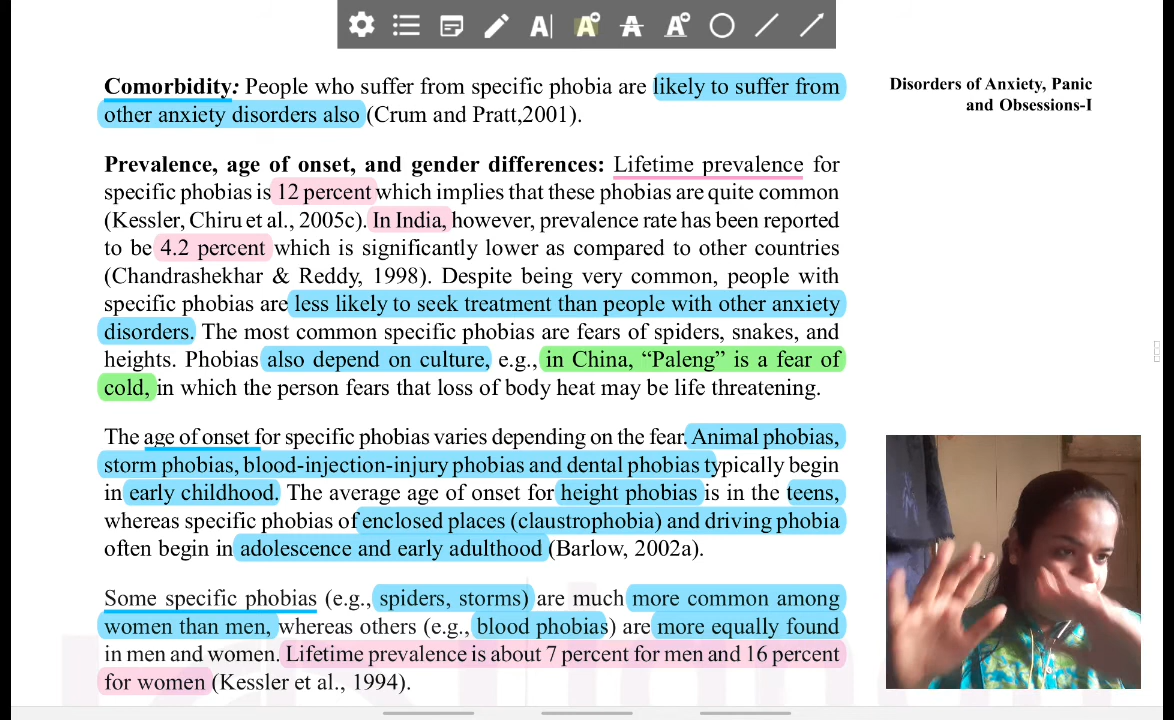 Comorbidity: People who suffer from specific phobia are likely to suffer from
other anxiety disorders also (Crum and Pratt,2001).
Disorders of Anxiety, Panic
and Obsessions-I
Prevalence, age of onset, and gender differences: Lifetime prevalence for
specific phobias is 12 percent which implies that these phobias are quite common
(Kessler, Chiru et al., 2005c). In India, however, prevalence rate has been reported
to be 4.2 percent which is significantly lower as compared to other countries
(Chandrashekhar & Reddy, 1998). Despite being very common, people with
specific phobias are less likely to seek treatment than people with other anxiety
disorders. The most common specific phobias are fears of spiders, snakes, and
heights. Phobias also depend on culture, e.g., in China, “Paleng” is a fear of
cold, in which the person fears that loss of body heat may be life threatening.
The age of onset for specific phobias varies depending on the fear. Animal phobias,
storm phobias, blood-injection-injury phobias and dental phobias typically begin
in early childhood. The average age of onset for height phobias is in the teens,
whereas specific phobias of enclosed places (claustrophobia) and driving phobia
often begin in adolescence and early adulthood (Barlow, 2002a).
Some specific phobias (e.g., spiders, storms) are much more common among
women than men, whereas others (e.g., blood phobias) are more equally found
in men and women. Lifetime prevalence is about 7 percent for men and 16 percent
for women (Kessler et al., 1994).